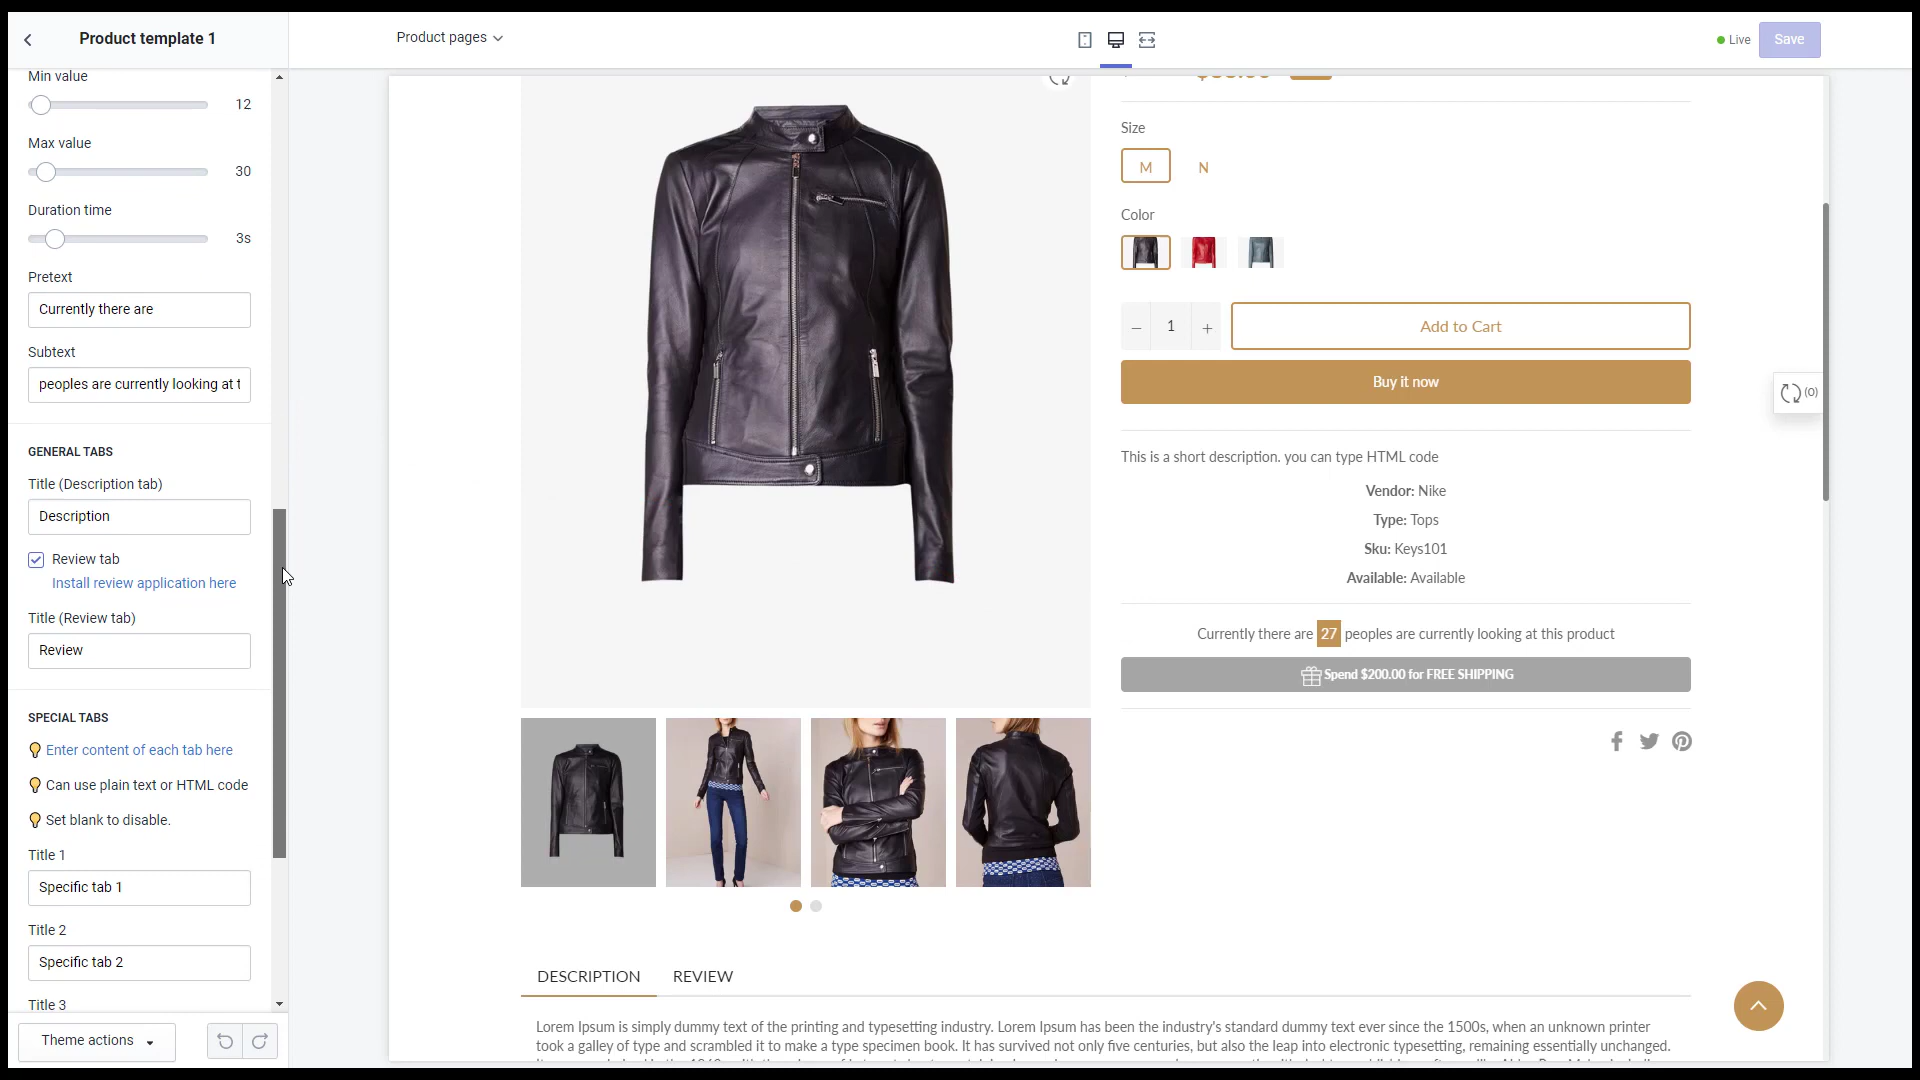 Product template 1
Product pages
Live
Save
Min value
12
Max value
30
Duration time
3s
Pretext
Currently there are
Subtext
peoples are currently looking at t
GENERAL TABS
Title (Description tab)
Description
Review tab
Install review application here
Title (Review tab)
Review
SPECIAL TABS
Enter content of each tab here
Can use plain text or HTML code
Set blank to disable.
Title 1
Specific tab 1
Title 2
Specific tab 2
Title 3
Theme actions
Size
M N
Color
− 1 +
Add to Cart
Buy it now
(0)
This is a short description. you can type HTML code
Vendor: Nike
Type: Tops
Sku: Keys101
Available: Available
Currently there are 27 peoples are currently looking at this product
Spend $200.00 for FREE SHIPPING
DESCRIPTION REVIEW
Lorem Ipsum is simply dummy text of the printing and typesetting industry. Lorem Ipsum has been the industry's standard dummy text ever since the 1500s, when an unknown printer
took a galley of type and scrambled it to make a type specimen book. It has survived not only five centuries, but also the leap into electronic typesetting, remaining essentially unchanged.